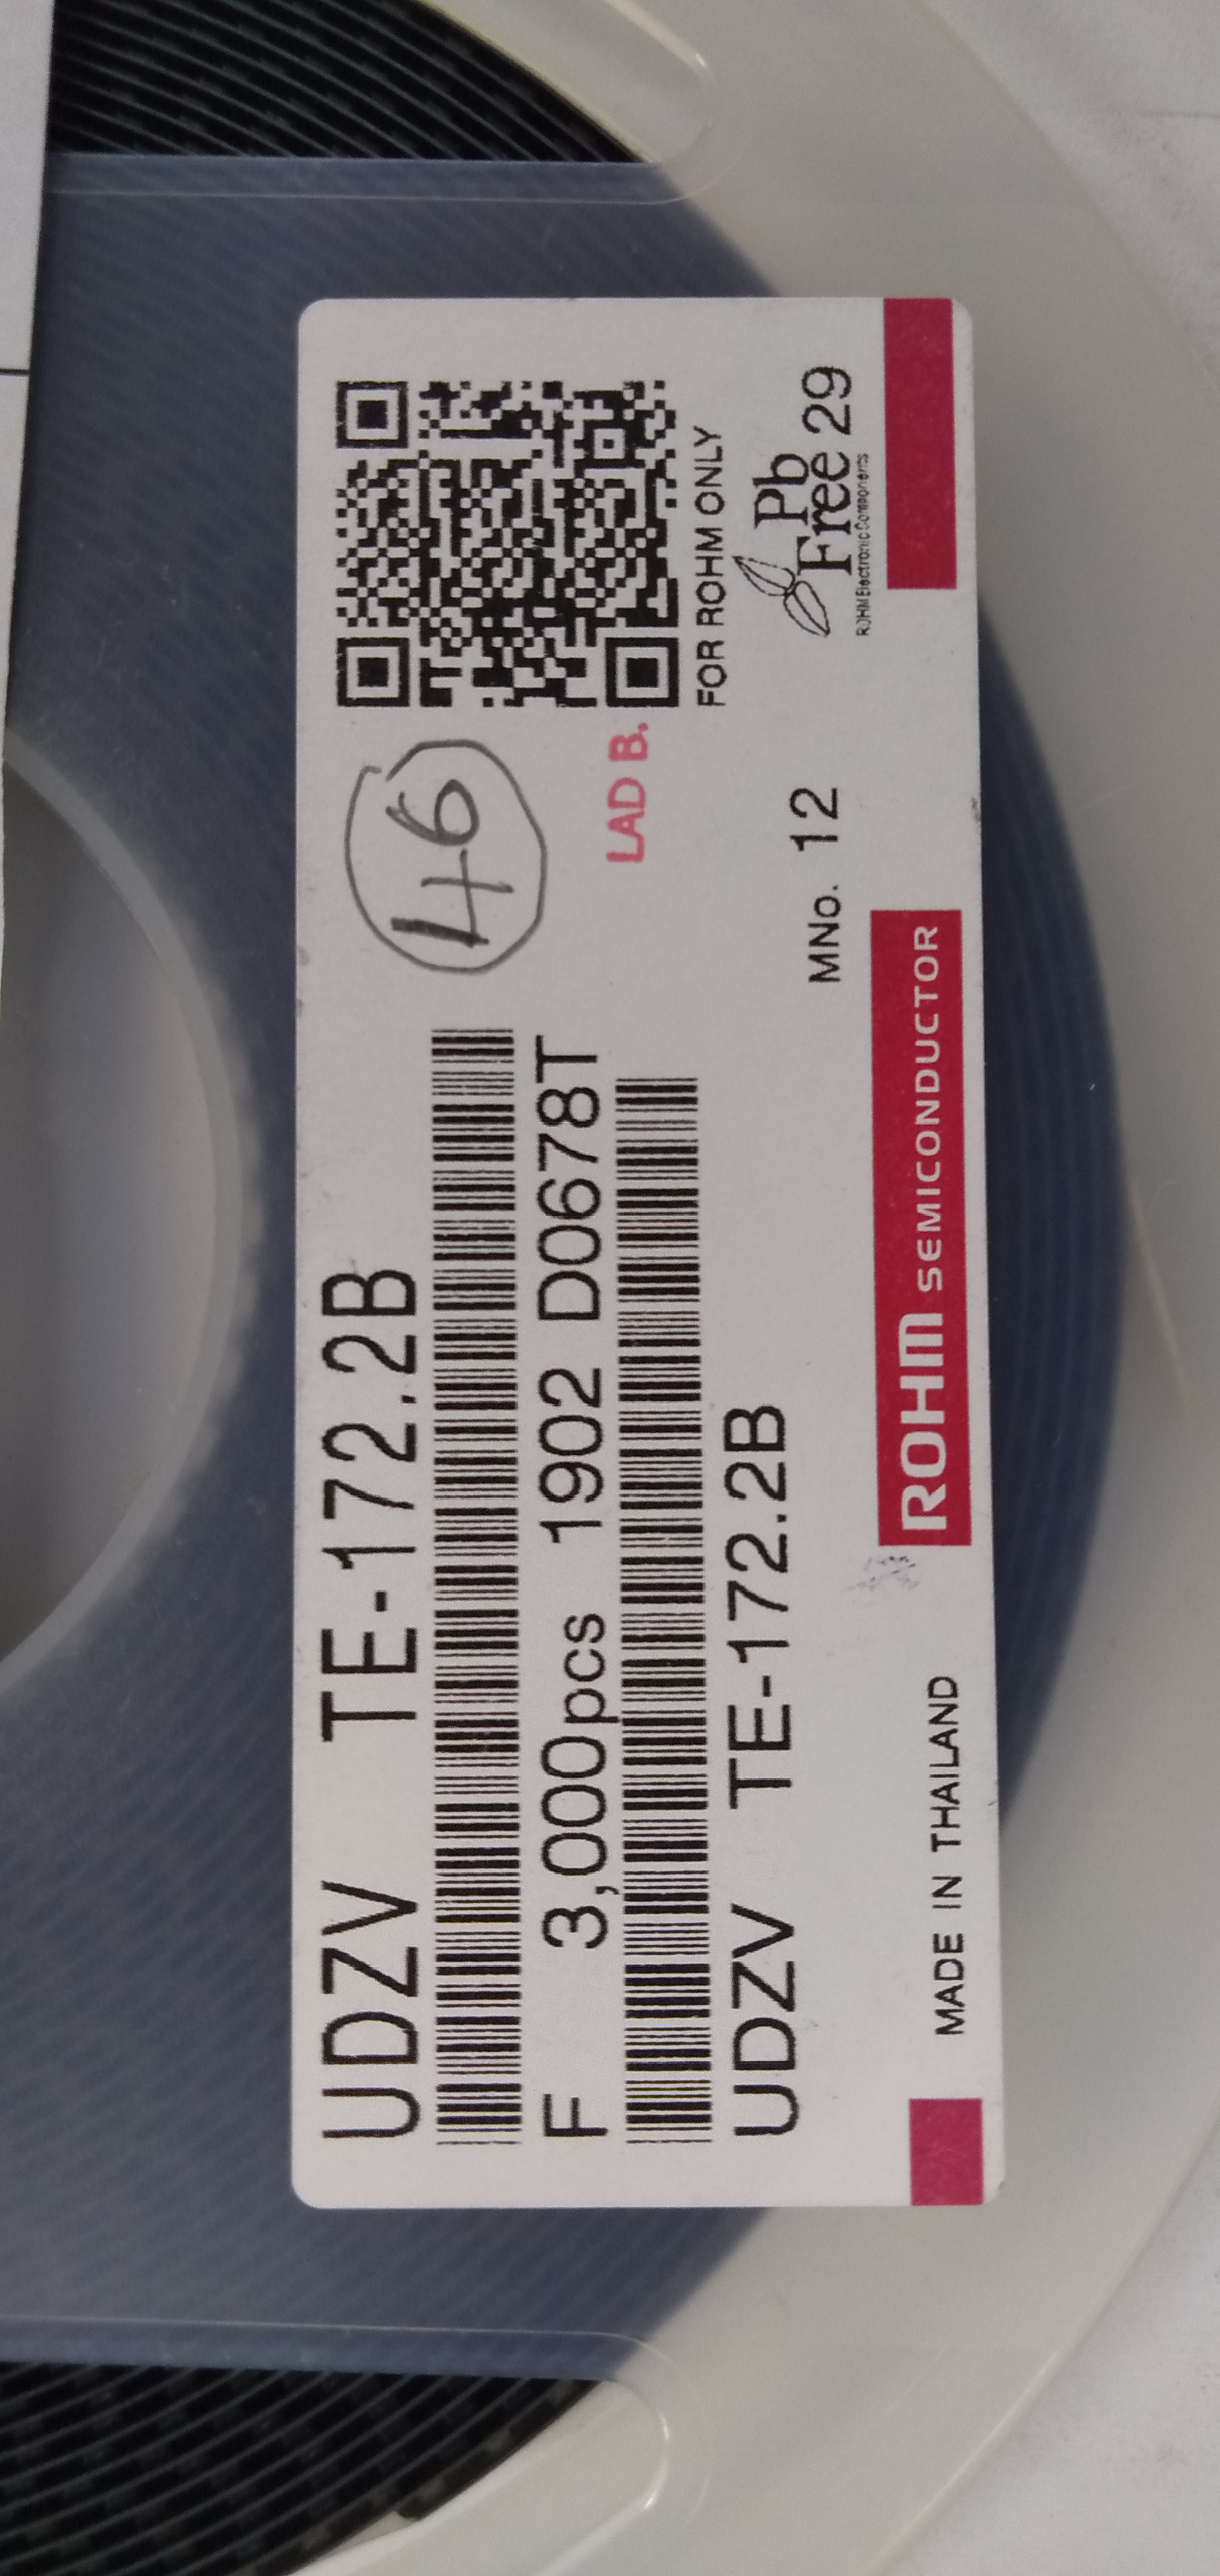 UDZV TE-172.2B
46
F 3,000pcs 1902 D0678T
LAD B.
FOR ROHM ONLY
UDZV TE-172.2B
MNo. 12
Pb
Free 29
ROHM Electronic Components
MADE IN THAILAND
ROHM SEMICONDUCTOR